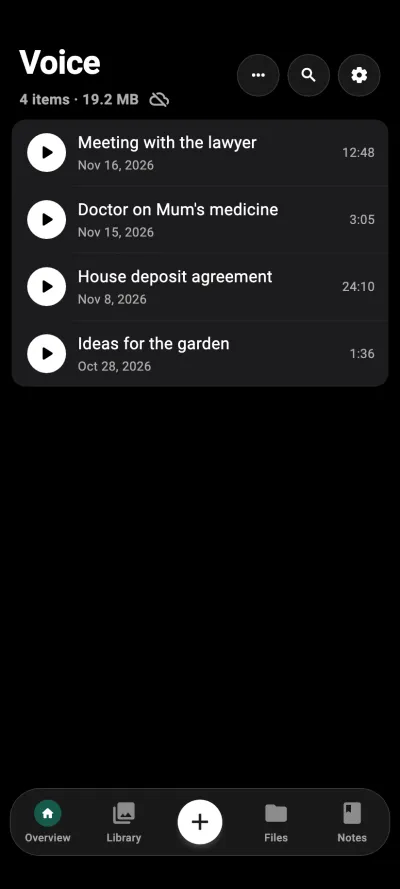 Voice
4 items · 19.2 MB
Meeting with the lawyer
Nov 16, 2026
12:48
Doctor on Mum's medicine
Nov 15, 2026
3:05
House deposit agreement
Nov 8, 2026
24:10
Ideas for the garden
Oct 28, 2026
1:36
Overview
Library
Files
Notes